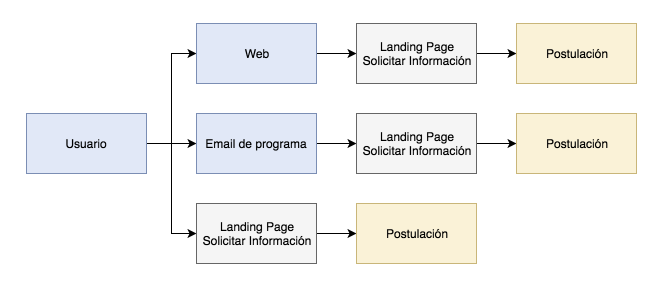 Web
Landing Page
Solicitar Información
Postulación
Usuario
Email de programa
Landing Page
Solicitar Información
Postulación
Landing Page
Solicitar Información
Postulación